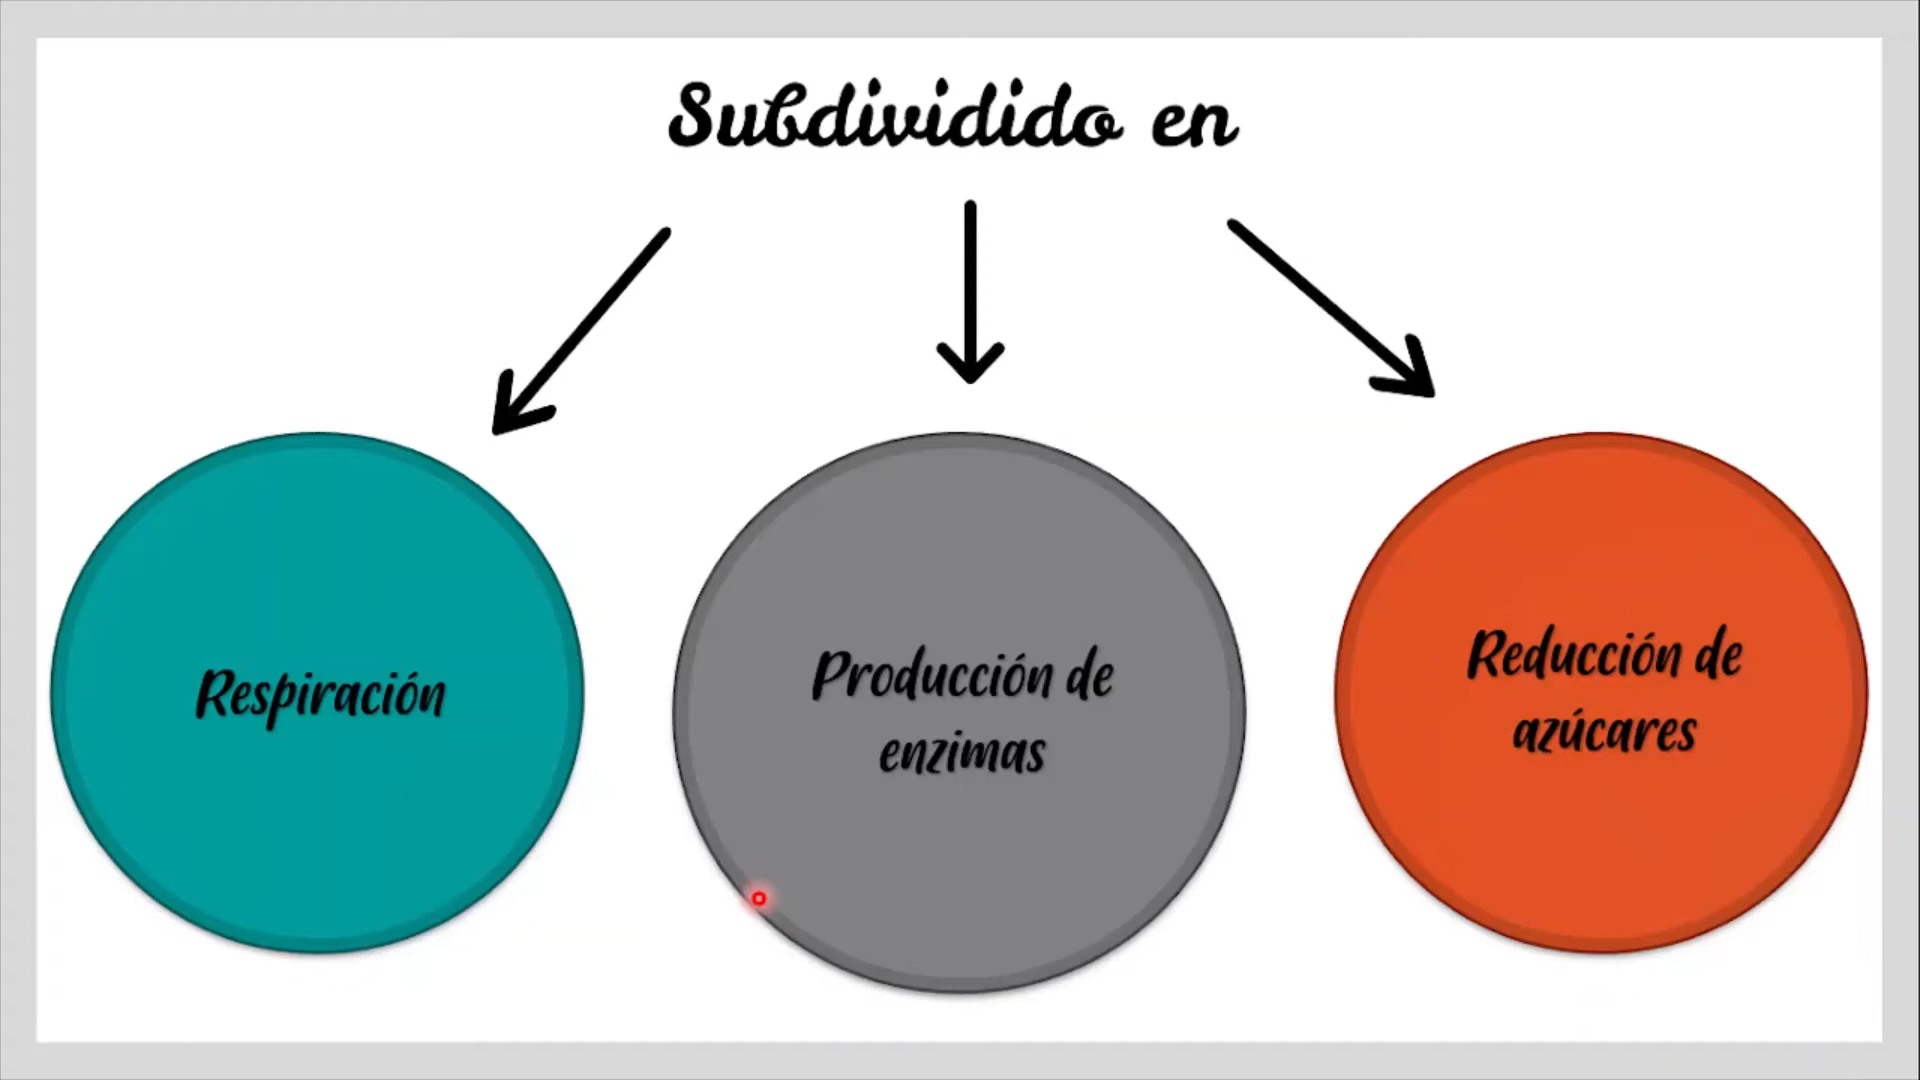 Subdividido en
Respiración
Producción de
enzimas
Reducción de
azúcares